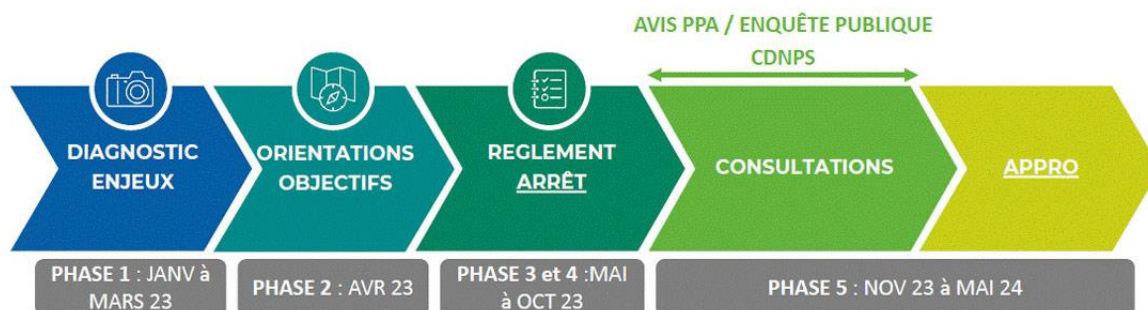 AVIS PPA / ENQUÊTE PUBLIQUE
CDNPS
DIAGNOSTIC
ENJEUX
ORIENTATIONS
OBJECTIFS
REGLEMENT
ARRÊT
CONSULTATIONS
APPRO
PHASE 1 : JANV à
MARS 23
PHASE 2 : AVR 23
PHASE 3 et 4 :MAI
à OCT 23
PHASE 5 : NOV 23 à MAI 24